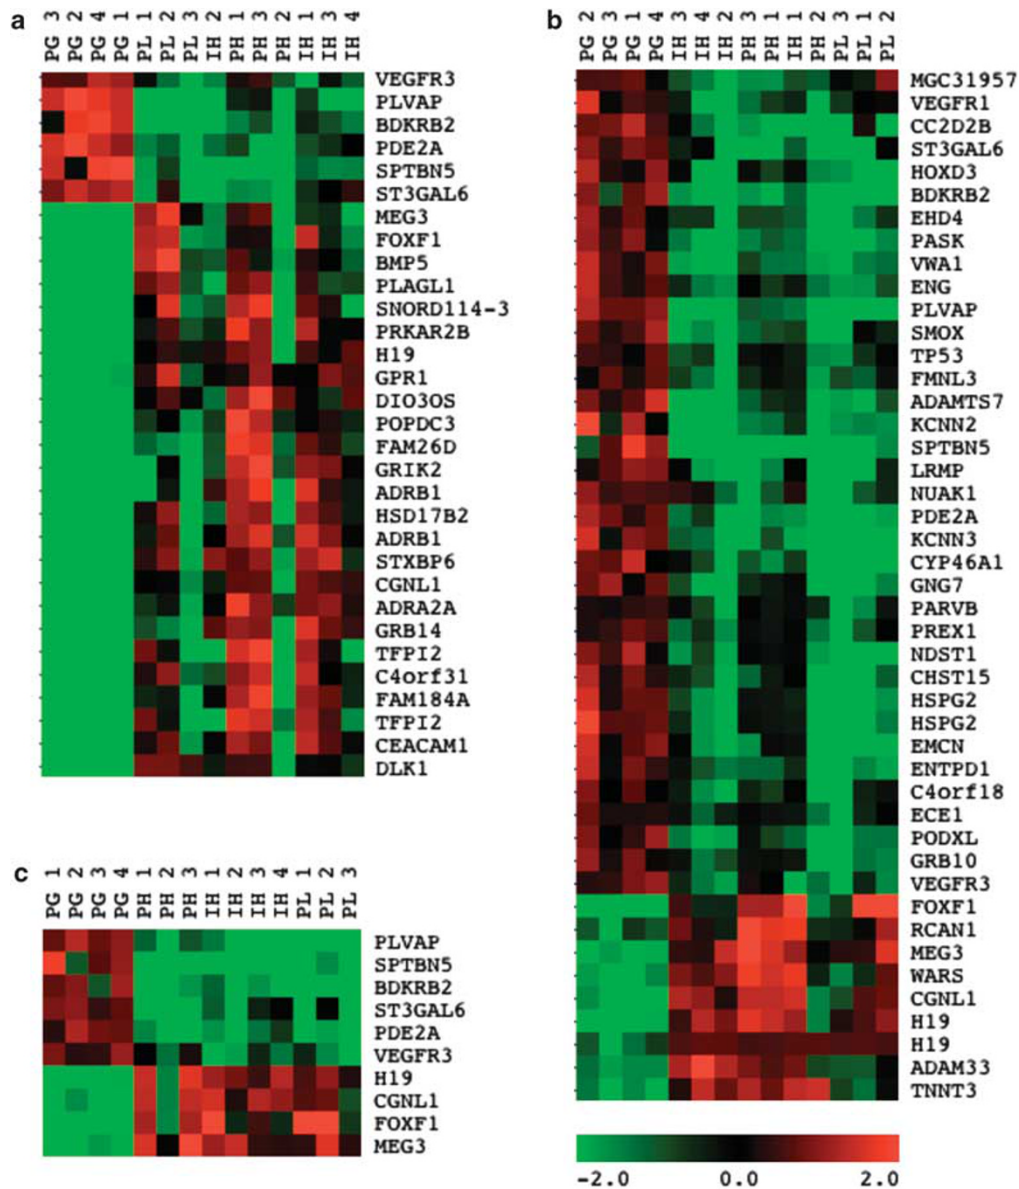 a
PG 3
PG 2
PG 4
PG 1
PL 1
PL 2
PL 3
IH 2
PH 1
PH 3
PH 2
IH 1
IH 3
IH 4
VEGFR3
PLVAP
BDKRB2
PDE2A
SPTBN5
ST3GAL6
MEG3
FOXF1
BMP5
PLAGL1
SNORD114-3
PRKAR2B
H19
GPR1
DIO3OS
POPDC3
FAM26D
GRIK2
ADRB1
HSD17B2
ADRB1
STXBP6
CGNL1
ADRA2A
GRB14
TFPI2
C4orf31
FAM184A
TFPI2
CEACAM1
DLK1
b
PG 2
PG 3
PG 1
PG 4
IH 3
IH 4
IH 2
PH 3
PH 1
IH 1
PH 2
PL 3
PL 1
PL 2
MGC31957
VEGFR1
CC2D2B
ST3GAL6
HOXD3
BDKRB2
EHD4
PASK
VWA1
ENG
PLVAP
SMOX
TP53
FMNL3
ADAMTS7
KCNN2
SPTBN5
LRMP
NUAK1
PDE2A
KCNN3
CYP46A1
GNG7
PARVB
PREX1
NDST1
CHST15
HSPG2
HSPG2
EMCN
ENTPD1
C4orf18
ECE1
PODXL
GRB10
VEGFR3
FOXF1
RCAN1
MEG3
WARS
CGNL1
H19
H19
ADAM33
TNNT3
-2.0 0.0 2.0
c
PG 1
PG 2
PG 3
PG 4
PH 1
PH 2
PH 3
IH 1
IH 2
IH 3
IH 4
PL 1
PL 2
PL 3
PLVAP
SPTBN5
BDKRB2
ST3GAL6
PDE2A
VEGFR3
H19
CGNL1
FOXF1
MEG3